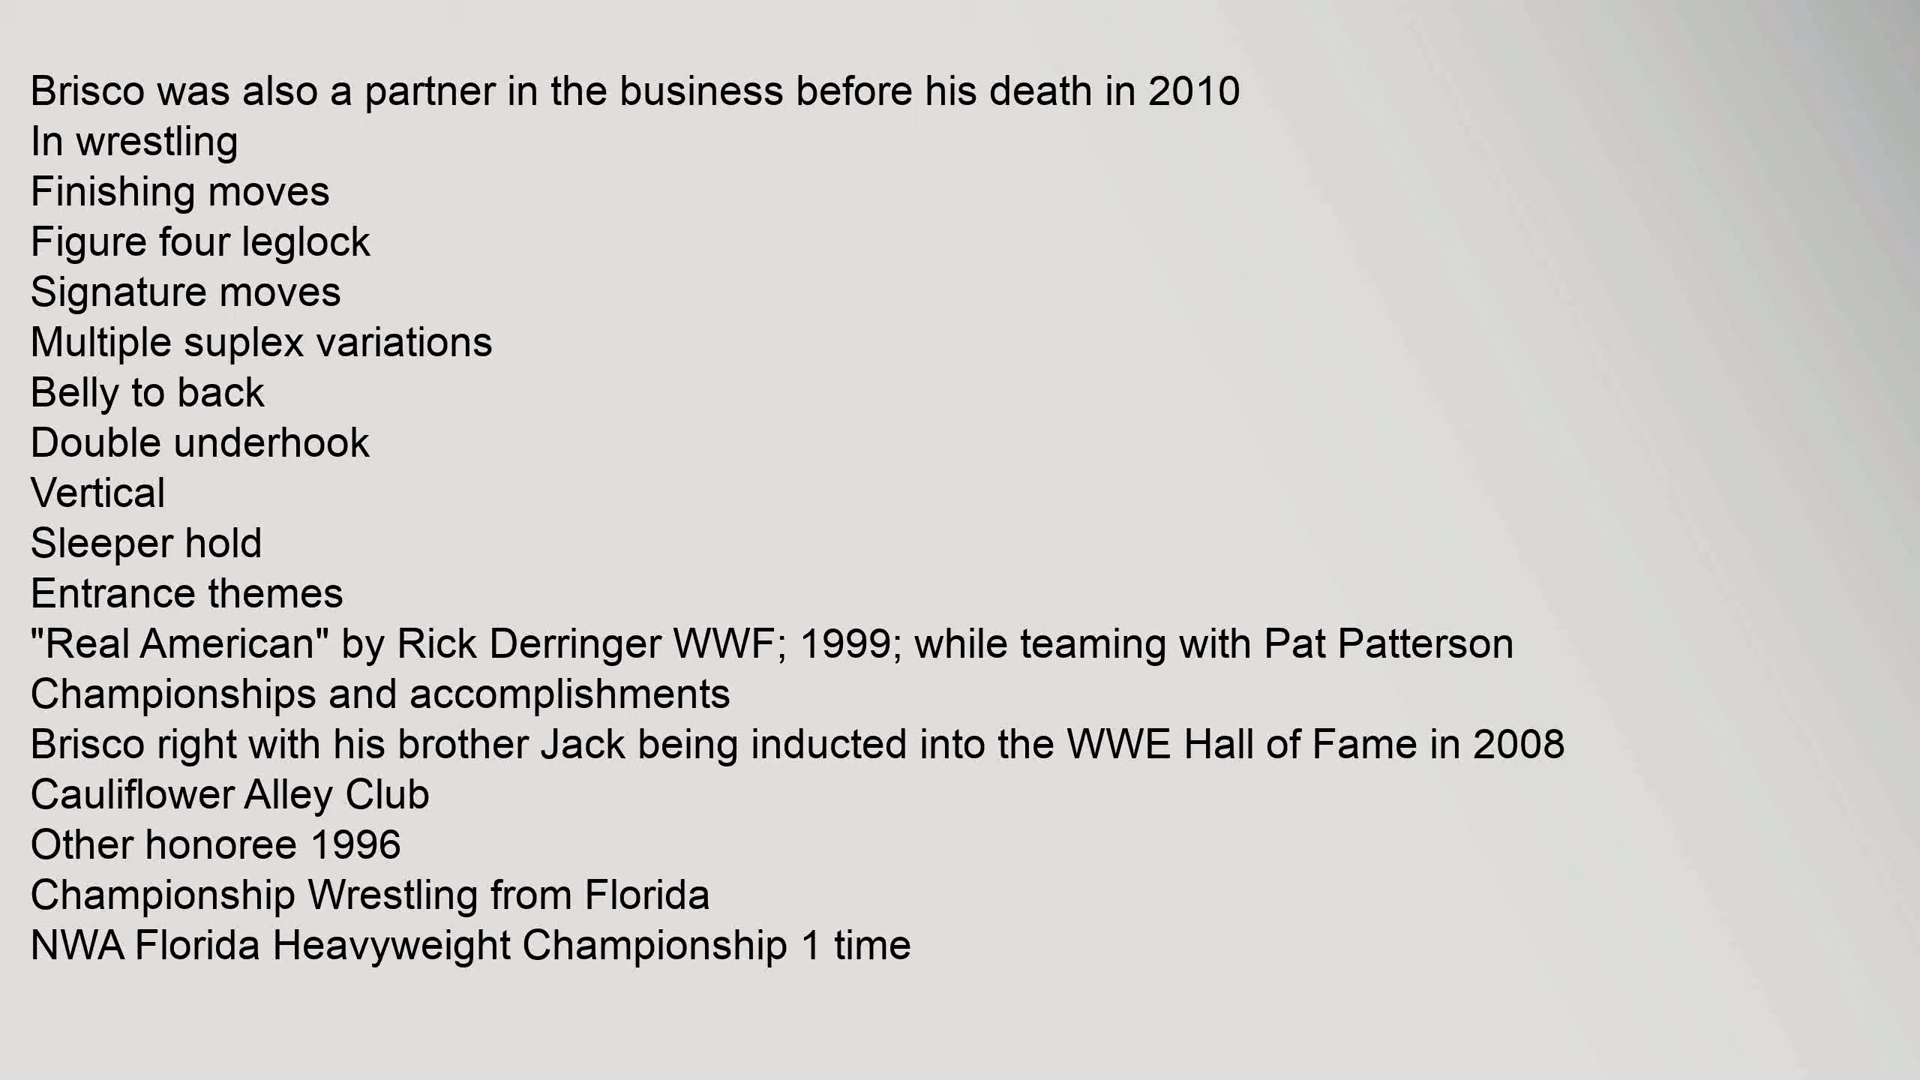 Brisco was also a partner in the business before his death in 2010
In wrestling
Finishing moves
Figure four leglock
Signature moves
Multiple suplex variations
Belly to back
Double underhook
Vertical
Sleeper hold
Entrance themes
"Real American" by Rick Derringer WWF; 1999; while teaming with Pat Patterson
Championships and accomplishments
Brisco right with his brother Jack being inducted into the WWE Hall of Fame in 2008
Cauliflower Alley Club
Other honoree 1996
Championship Wrestling from Florida
NWA Florida Heavyweight Championship 1 time